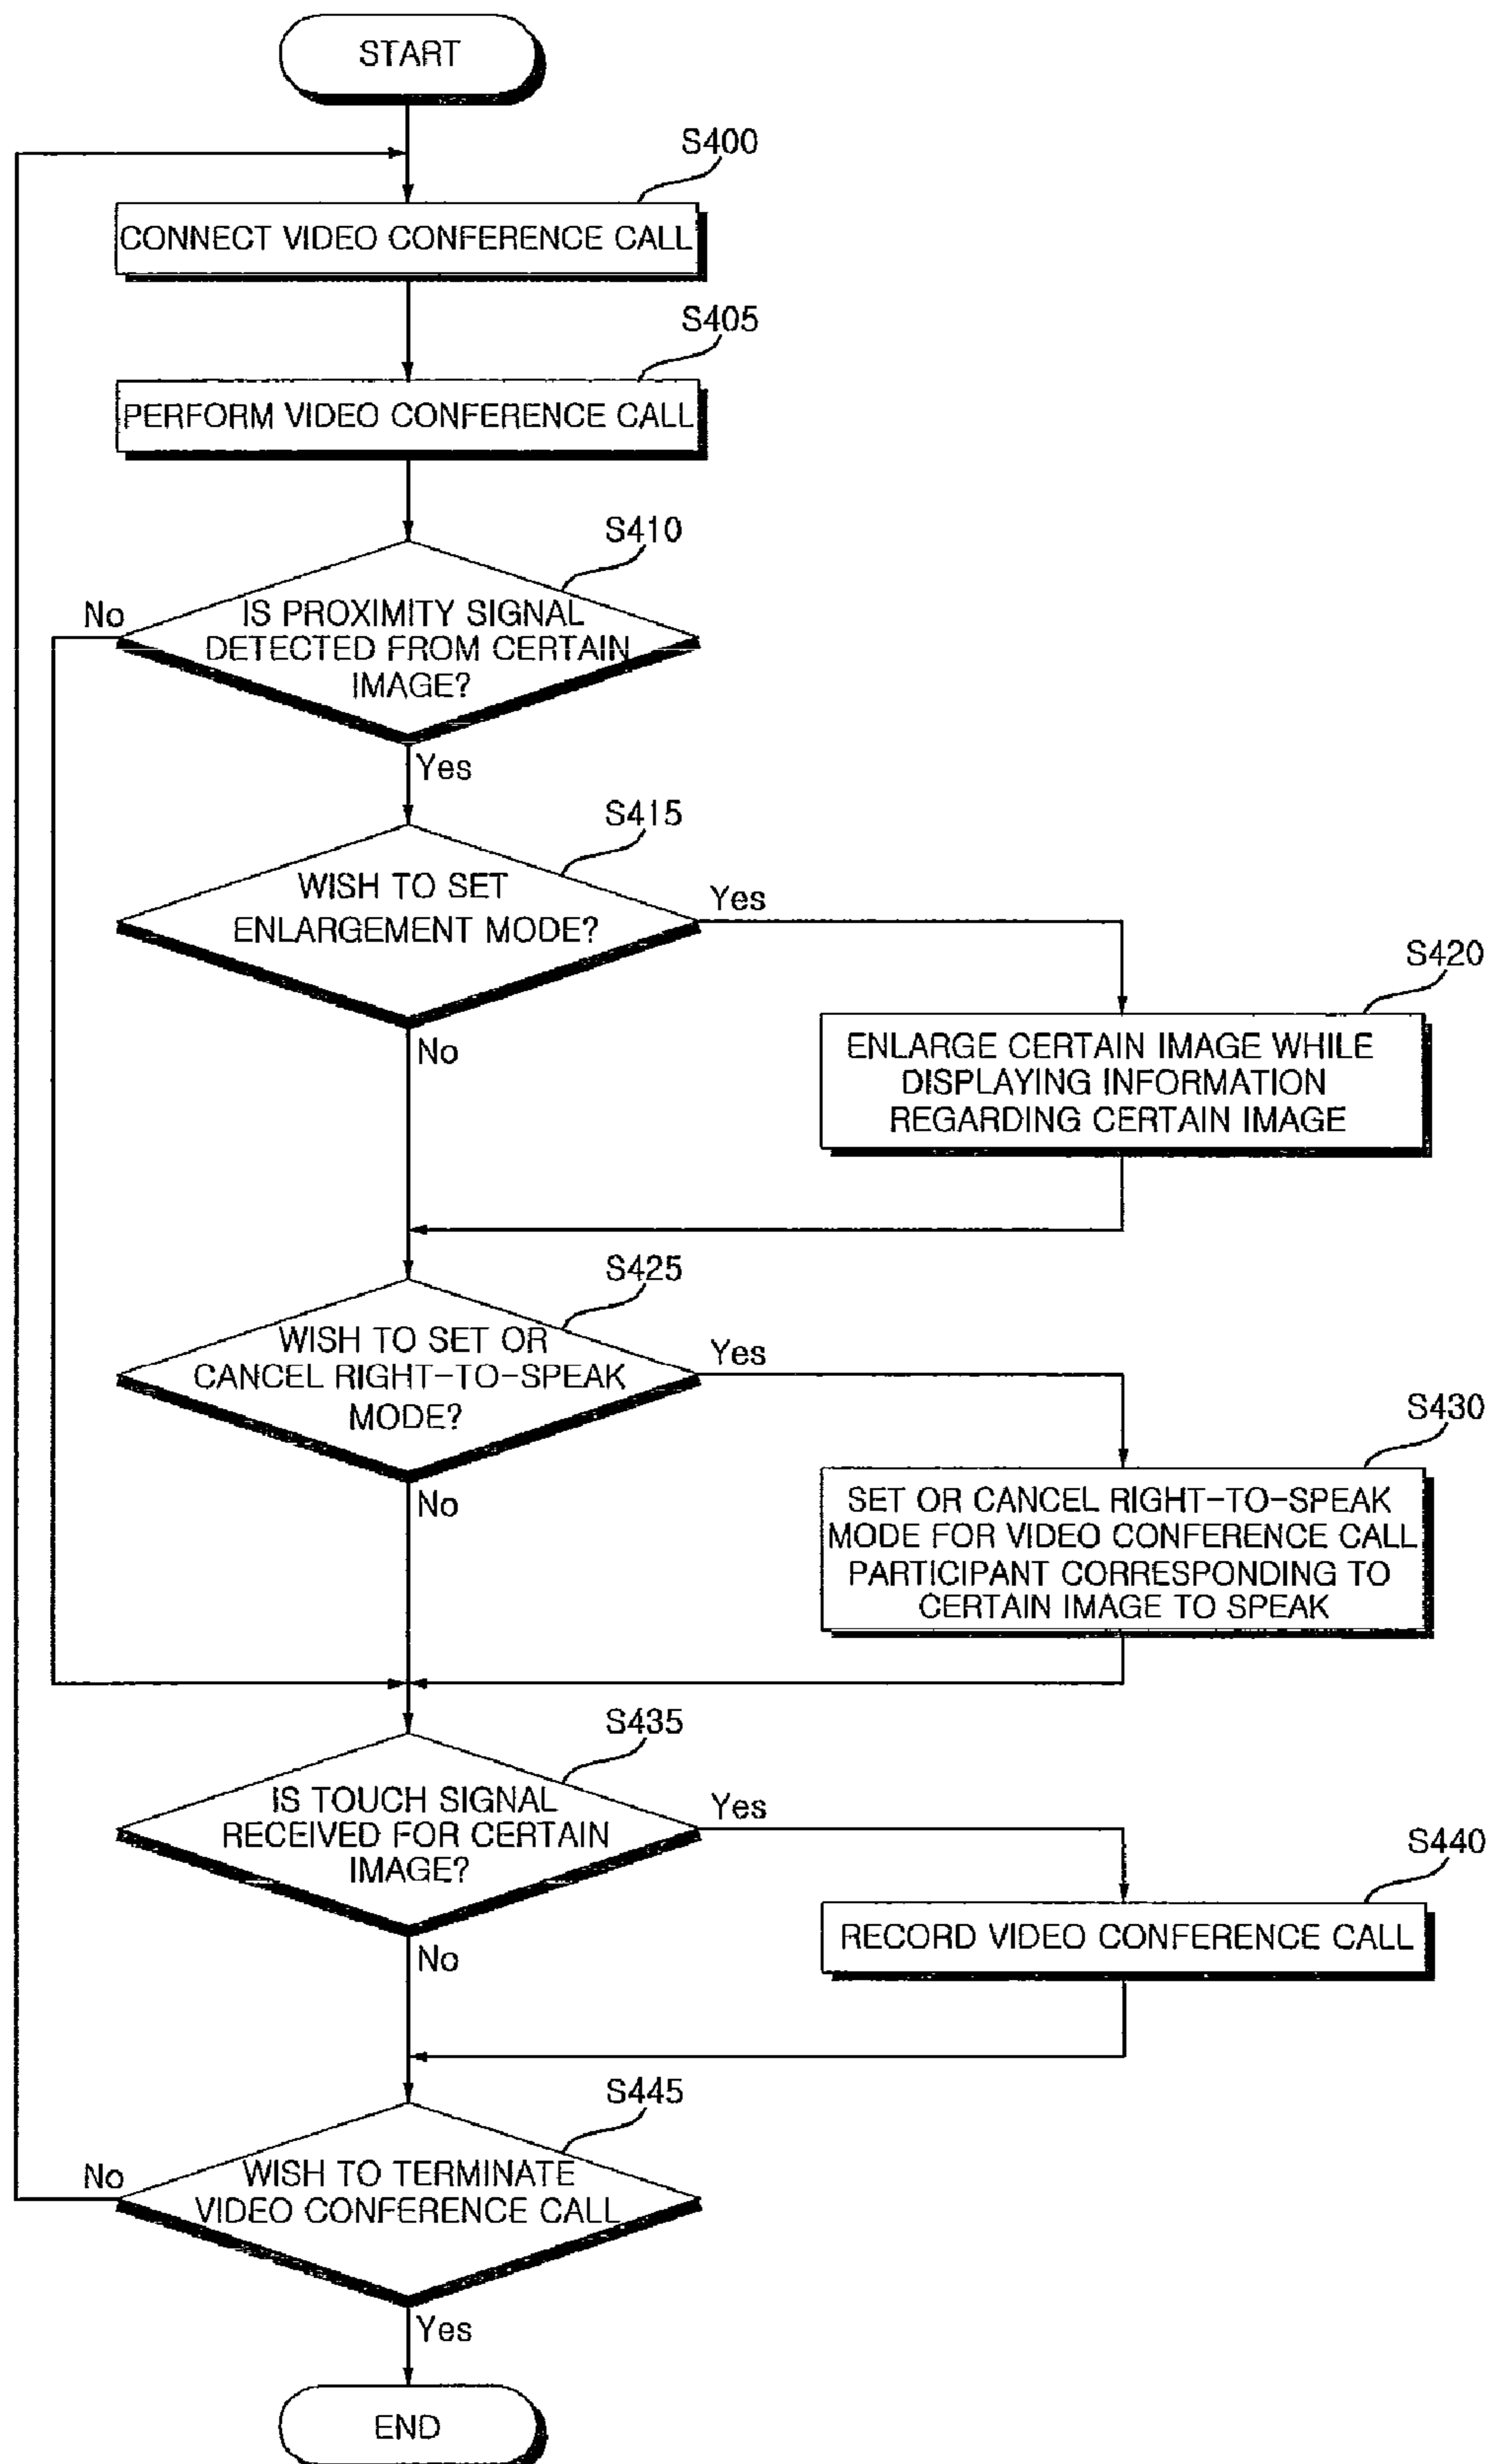 START
S400
CONNECT VIDEO CONFERENCE CALL
S405
PERFORM VIDEO CONFERENCE CALL
S410
No
IS PROXIMITY SIGNAL
DETECTED FROM CERTAIN
IMAGE?
Yes
S415
WISH TO SET
ENLARGEMENT MODE?
Yes
No
S420
ENLARGE CERTAIN IMAGE WHILE
DISPLAYING INFORMATION
REGARDING CERTAIN IMAGE
S425
WISH TO SET OR
CANCEL RIGHT-TO-SPEAK
MODE?
Yes
No
S430
SET OR CANCEL RIGHT-TO-SPEAK
MODE FOR VIDEO CONFERENCE CALL
PARTICIPANT CORRESPONDING TO
CERTAIN IMAGE TO SPEAK
S435
IS TOUCH SIGNAL
RECEIVED FOR CERTAIN
IMAGE?
Yes
No
S440
RECORD VIDEO CONFERENCE CALL
S445
No
WISH TO TERMINATE
VIDEO CONFERENCE CALL
Yes
END